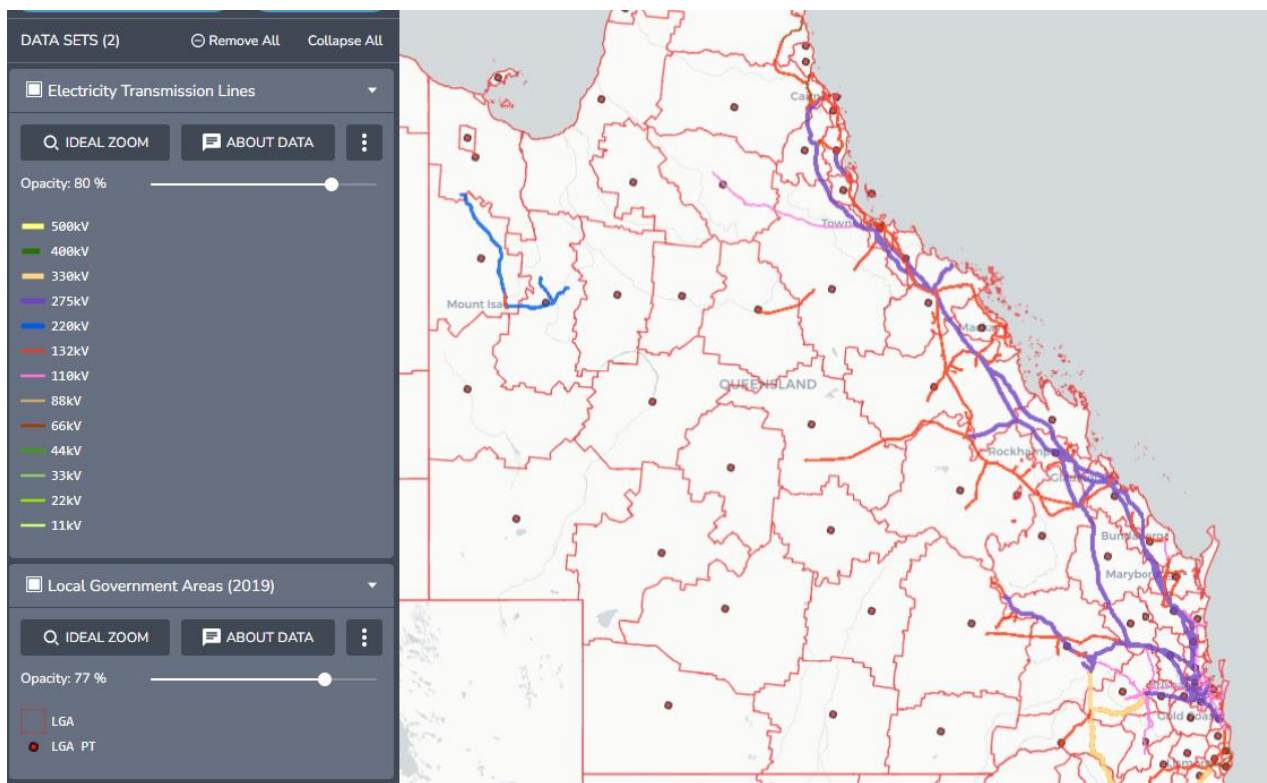 DATA SETS (2) Remove All Collapse All
Electricity Transmission Lines
IDEAL ZOOM ABOUT DATA
Opacity: 80 %
500kV
400kV
330kV
275kV
220kV
132kV
110kV
88kV
66kV
44kV
33kV
22kV
11kV
Local Government Areas (2019)
IDEAL ZOOM ABOUT DATA
Opacity: 77 %
LGA
LGA PT
Mount Isa
QUEENSLAND
Bundaberg
Gold Coast